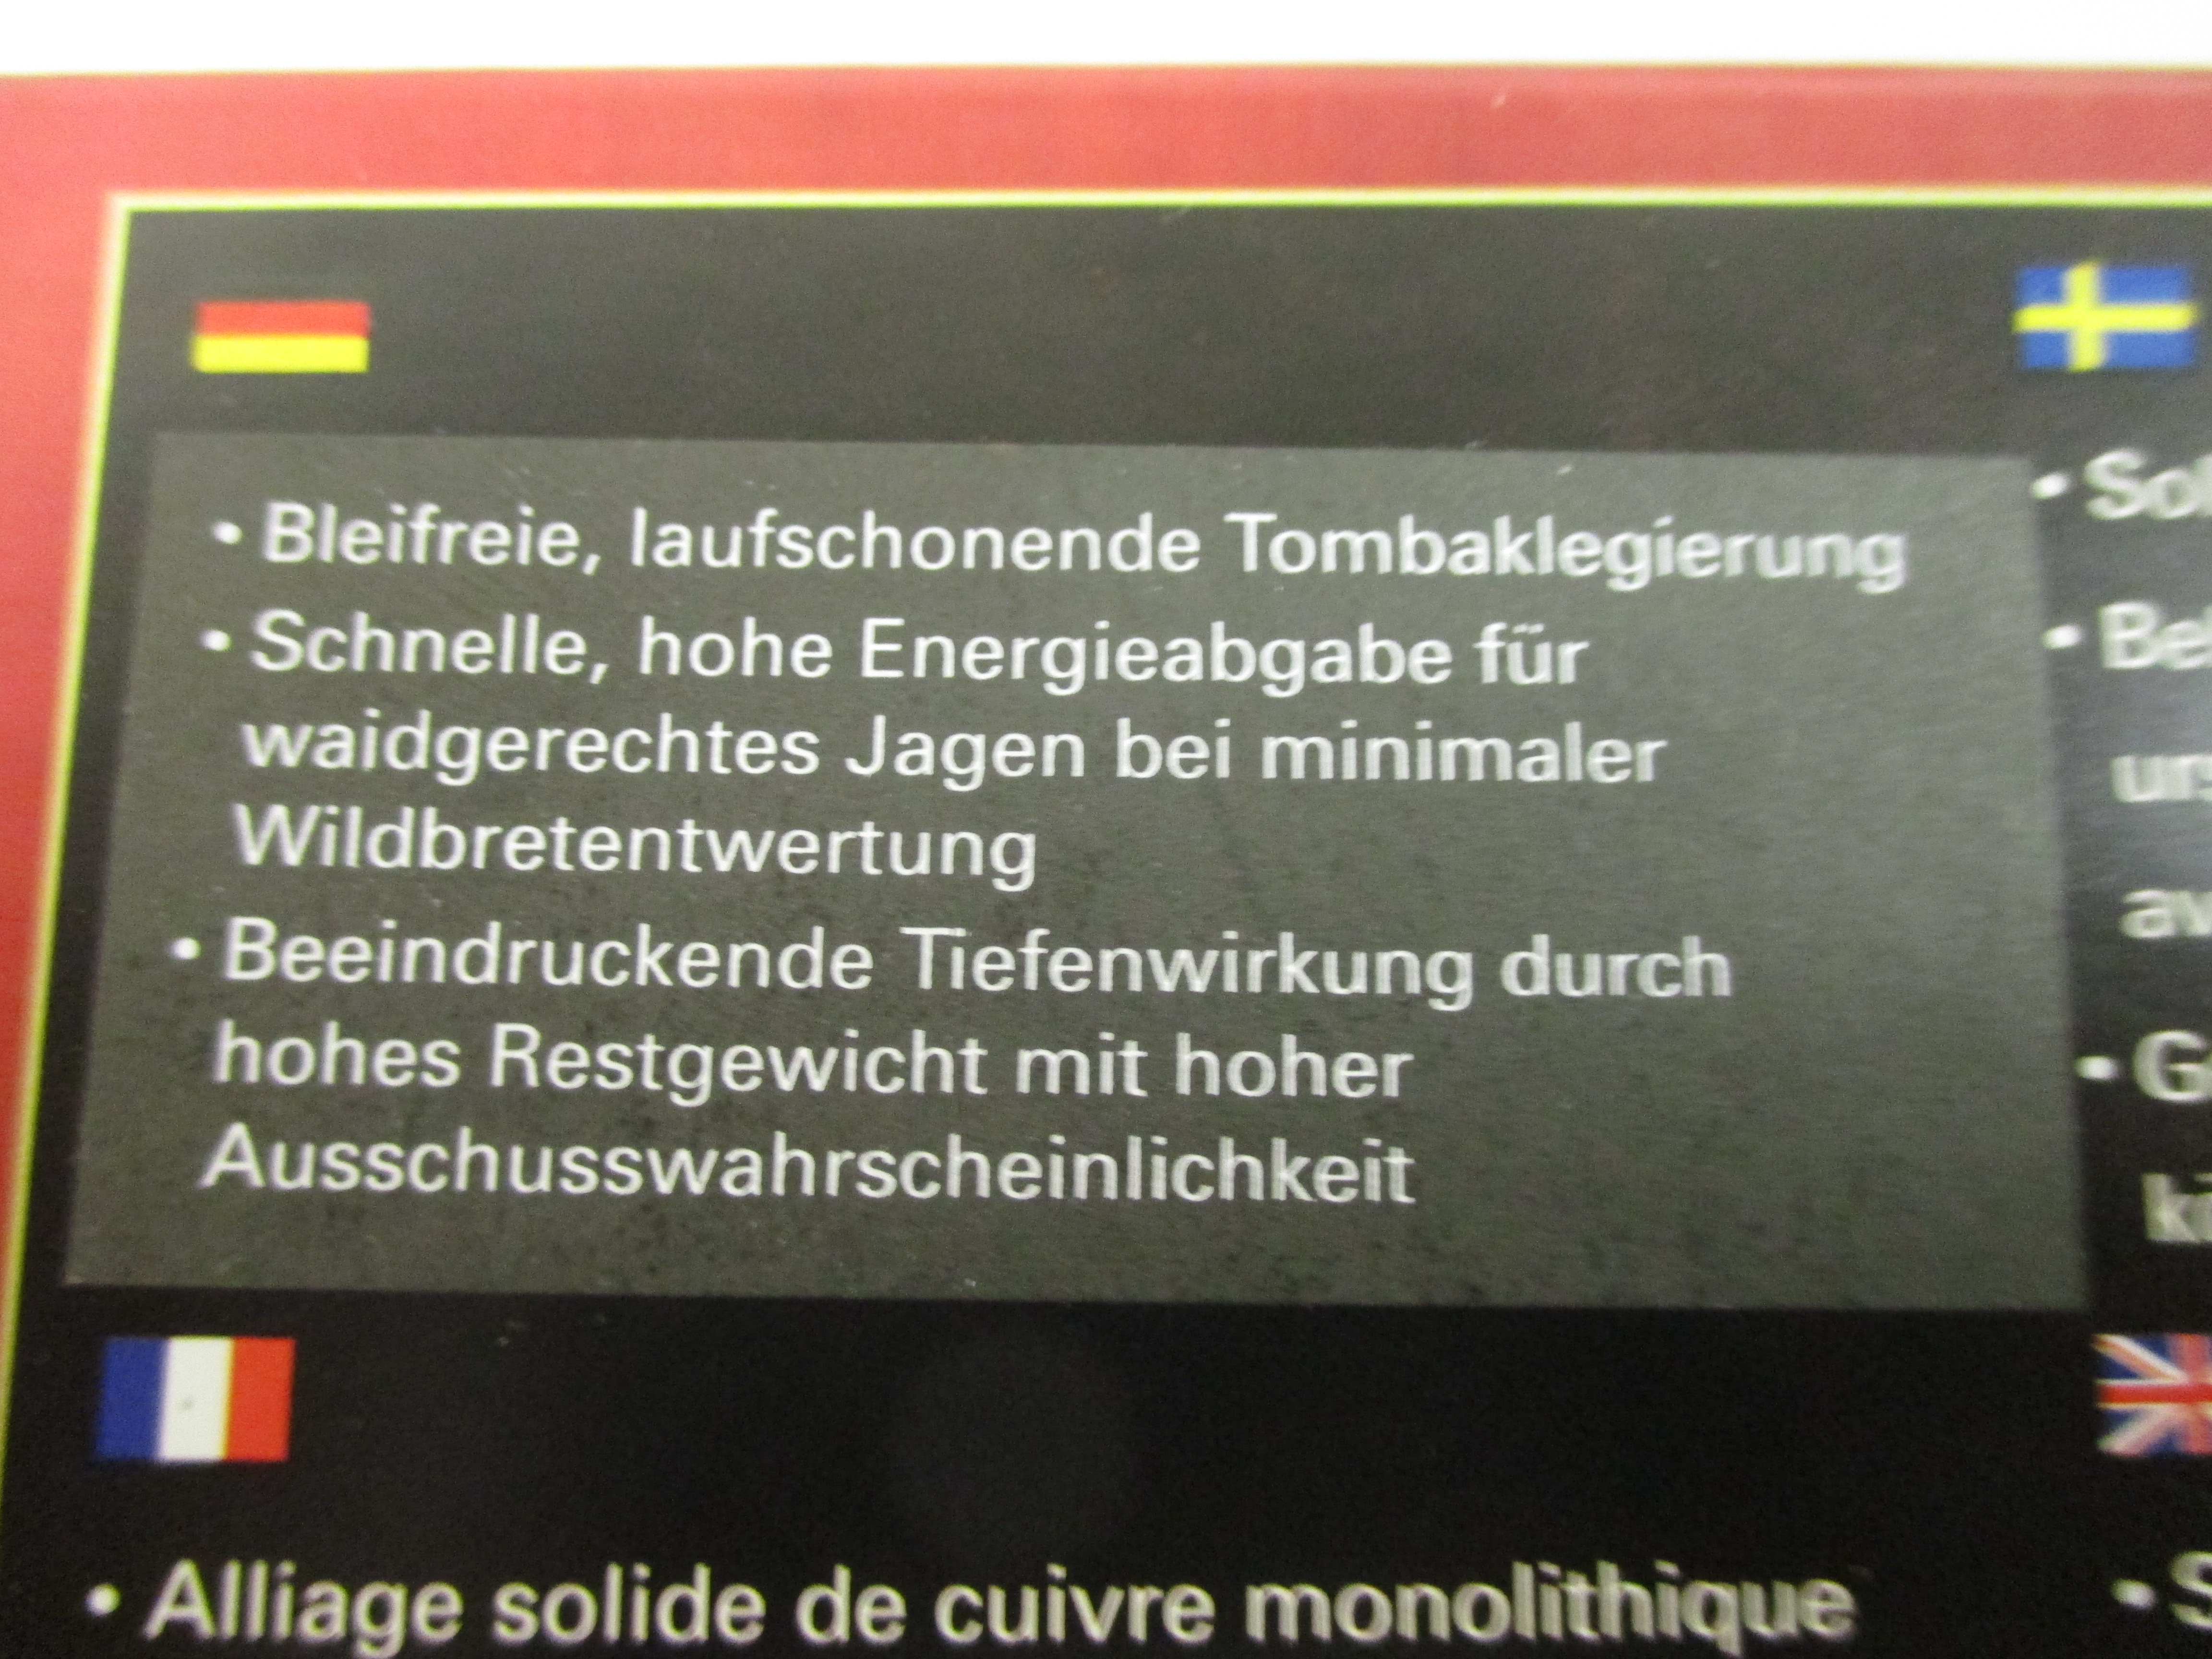 • Bleifreie, laufschonende Tombaklegierung
• Schnelle, hohe Energieabgabe für
waidgerechtes Jagen bei minimaler
Wildbretentwertung
• Beeindruckende Tiefenwirkung durch
hohes Restgewicht mit hoher
Ausschusswahrscheinlichkeit
• Alliage solide de cuivre monolithique